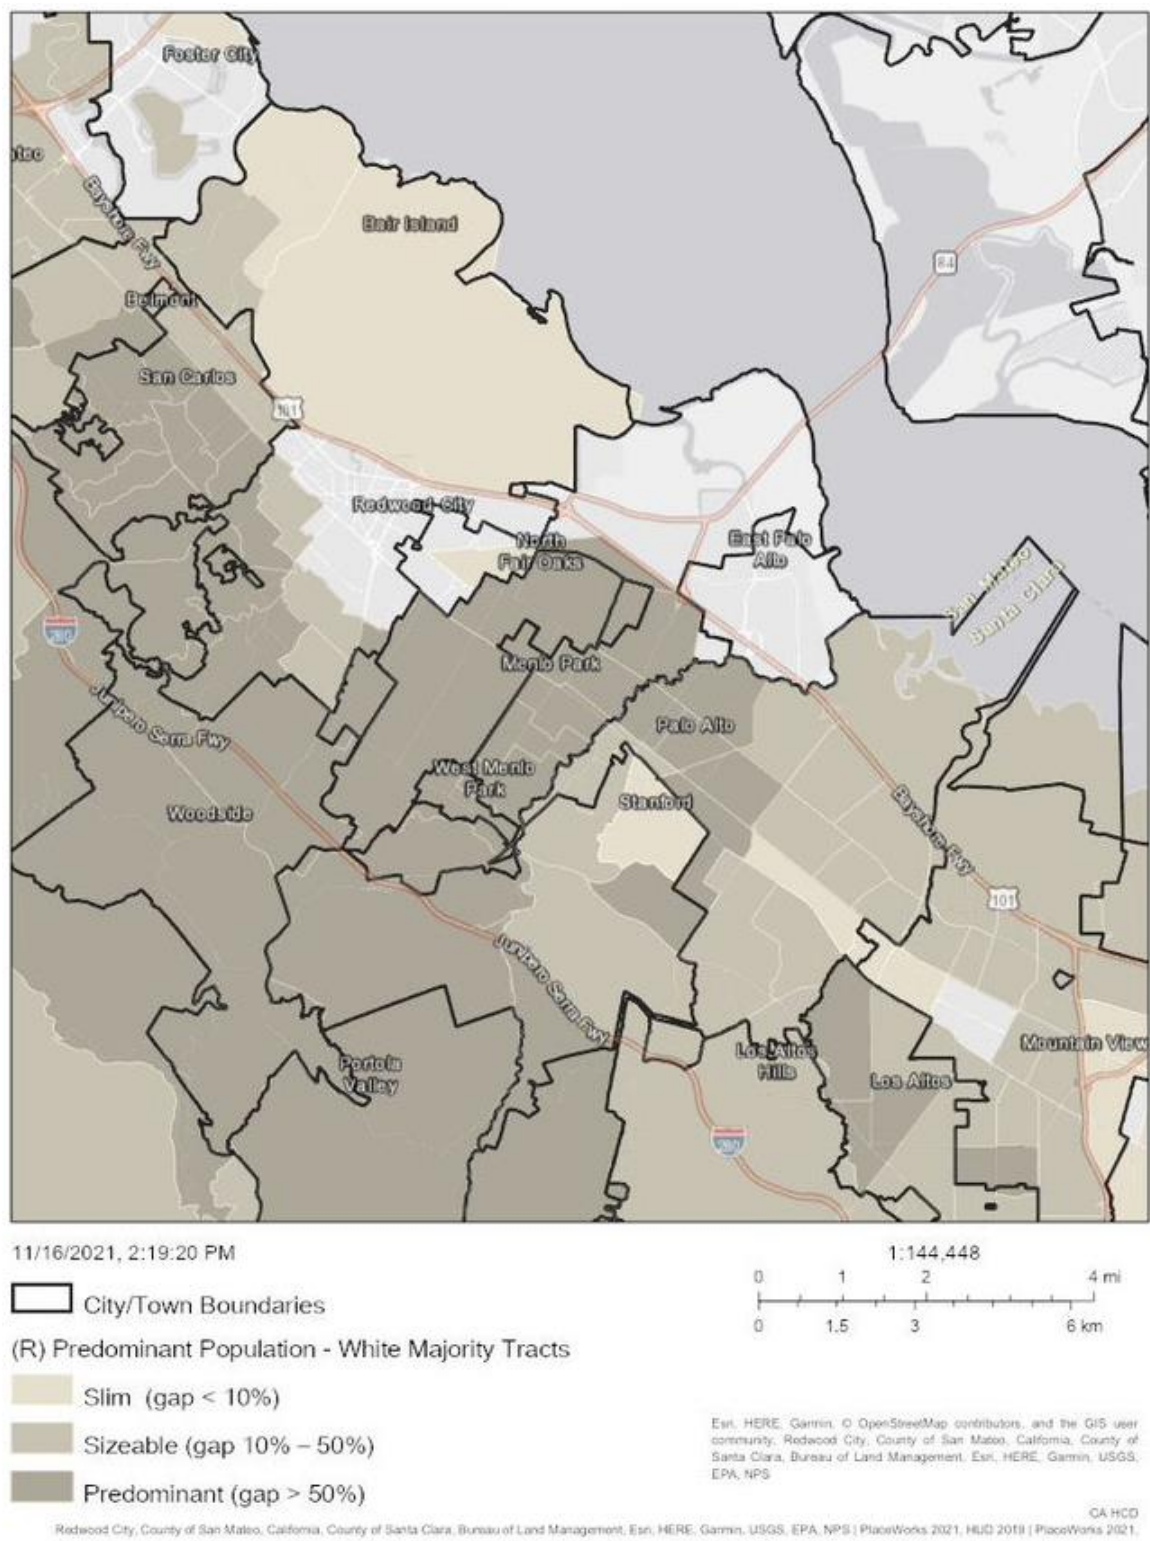 Foster City
ateo
Bayshore Fwy
Bair Island
84
Belmont
San Carlos
101
Redwood City
North
Fair Oaks
East Palo
Alto
San Mateo
Santa Clara
280
Menlo Park
Junipero Serra Fwy
Palo Alto
West Menlo
Park
Stanford
Woodside
Bayshore Fwy
101
Junipero Serra Fwy
Portola
Valley
Los Altos
Hills
Mountain View
Los Altos
280
11/16/2021, 2:19:20 PM
1:144,448
0 1 2 4 mi
0 1.5 3 6 km
City/Town Boundaries
(R) Predominant Population - White Majority Tracts
Slim (gap < 10%)
Sizeable (gap 10% – 50%)
Predominant (gap > 50%)
Esri, HERE, Garmin, © OpenStreetMap contributors, and the GIS user
community, Redwood City, County of San Mateo, California, County of
Santa Clara, Bureau of Land Management, Esri, HERE, Garmin, USGS,
EPA, NPS
CA HCD
Redwood City, County of San Mateo, California, County of Santa Clara, Bureau of Land Management, Esri, HERE, Garmin, USGS, EPA, NPS | PlaceWorks 2021, HUD 2019 | PlaceWorks 2021,